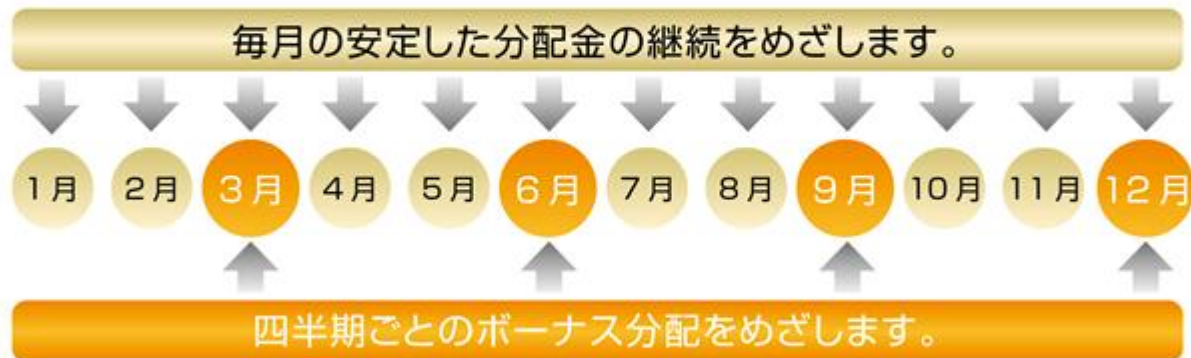 毎月の安定した分配金の継続をめざします。
1月 2月 3月 4月 5月 6月 7月 8月 9月 10月 11月 12月
四半期ごとのボーナス分配をめざします。